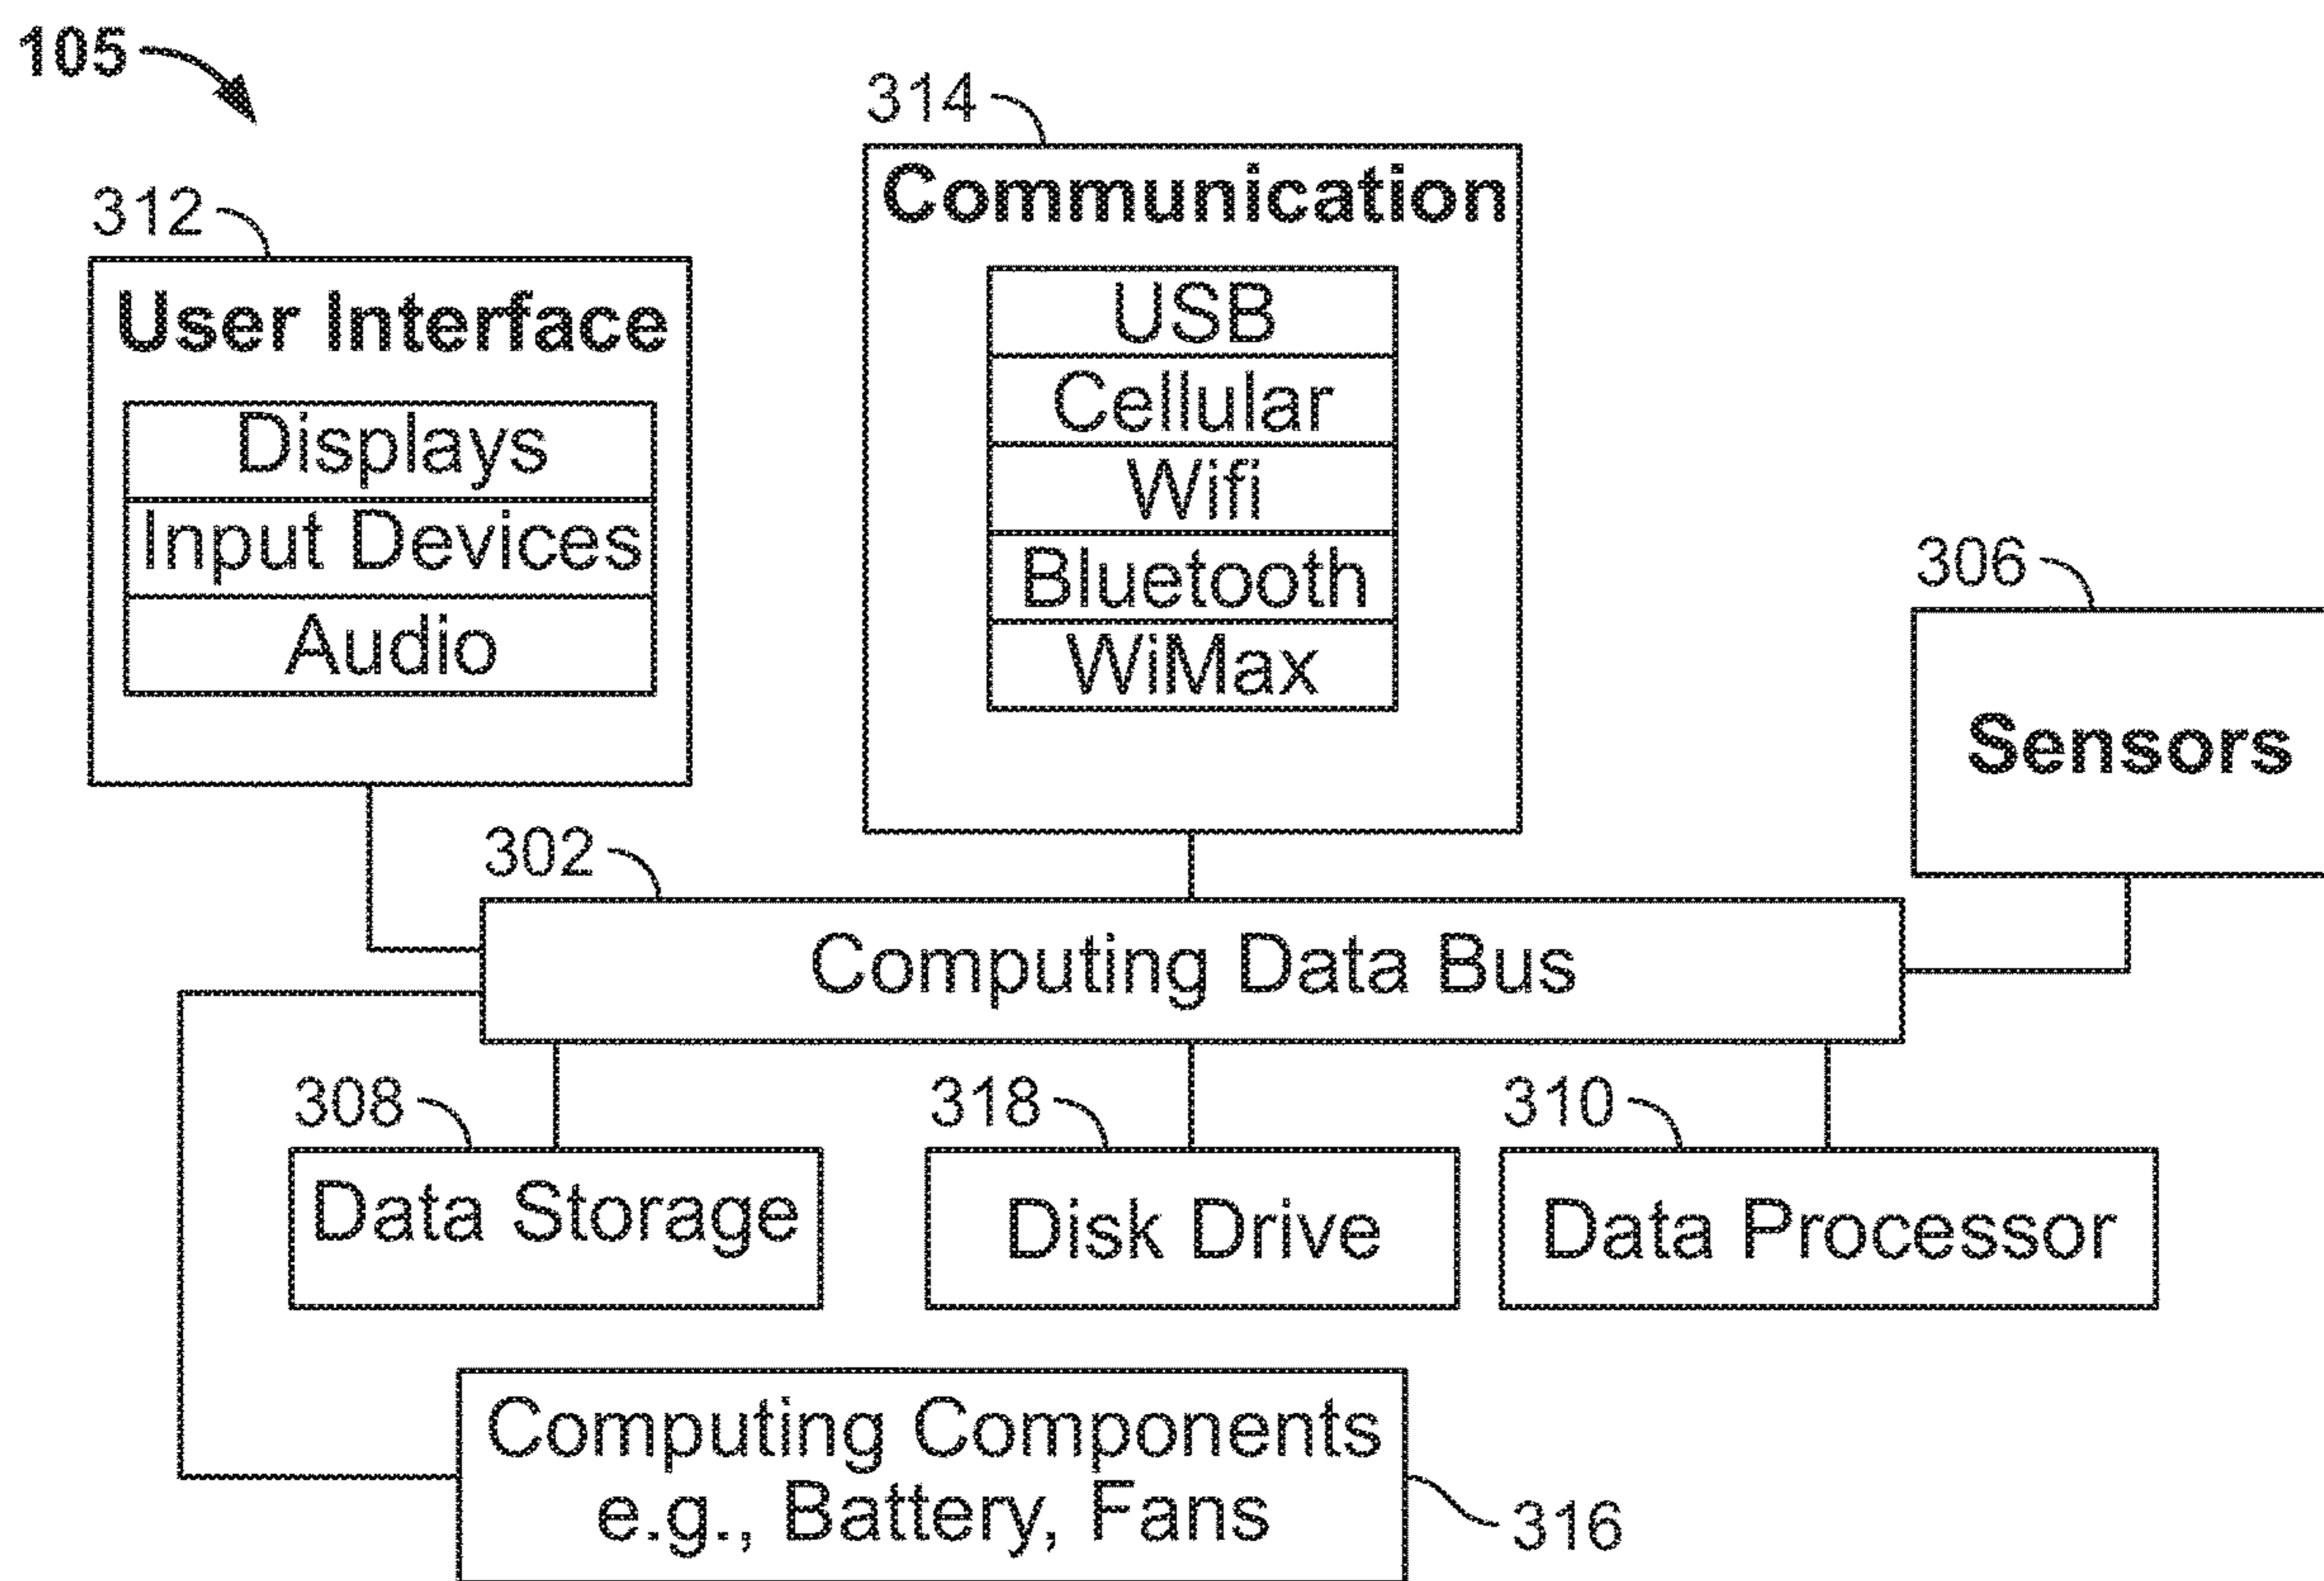 105
314
Communication
USB
Cellular
Wifi
Bluetooth
WiMax
312
User Interface
Displays
Input Devices
Audio
306
Sensors
302
Computing Data Bus
308
Data Storage
318
Disk Drive
310
Data Processor
Computing Components
e.g., Battery, Fans
316